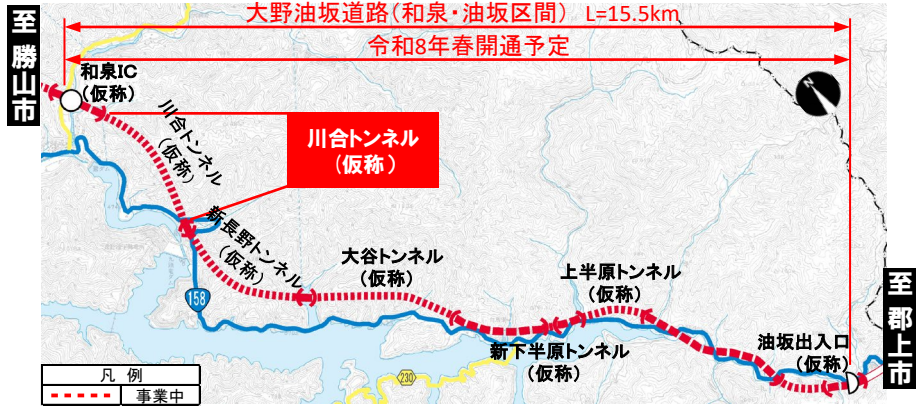 大野油坂道路(和泉・油坂区間) L=15.5km
令和8年春開通予定
至 勝山市
和泉IC
(仮称)
川合トンネル
(仮称)
川合トンネル
(仮称)
N
新長野トンネル
(仮称)
大谷トンネル
(仮称)
上半原トンネル
(仮称)
至 郡上市
158
新下半原トンネル
(仮称)
油坂出入口
(仮称)
230
凡 例
事業中